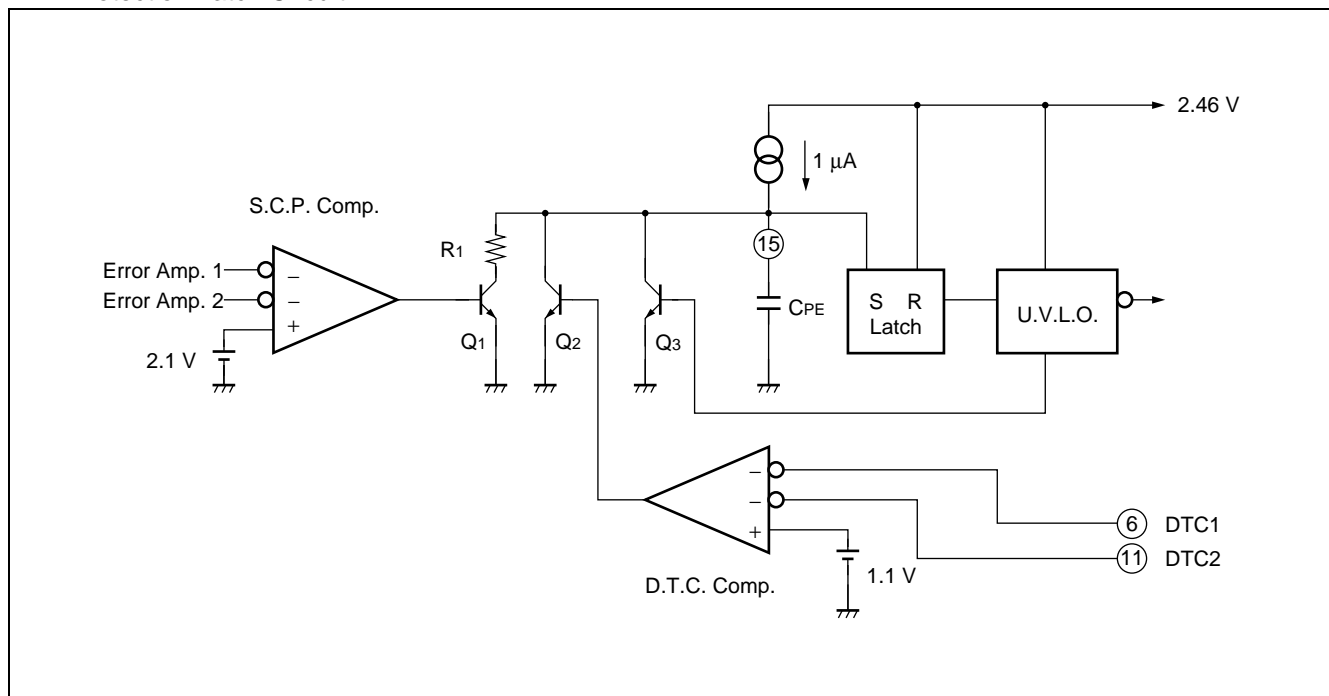 2.46 V
1 μA
S.C.P. Comp.
R1
15
Error Amp. 1
Error Amp. 2
−
−
+
2.1 V
Q1
Q2
Q3
CPE
S R
Latch
U.V.L.O.
−
−
+
6 DTC1
11 DTC2
1.1 V
D.T.C. Comp.